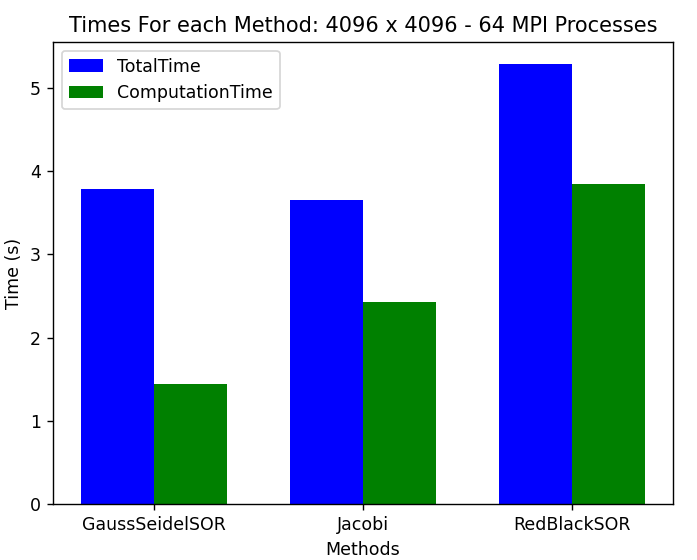 Times For each Method: 4096 x 4096 - 64 MPI Processes
TotalTime
ComputationTime
Time (s)
5
4
3
2
1
0
GaussSeidelSOR
Jacobi
RedBlackSOR
Methods